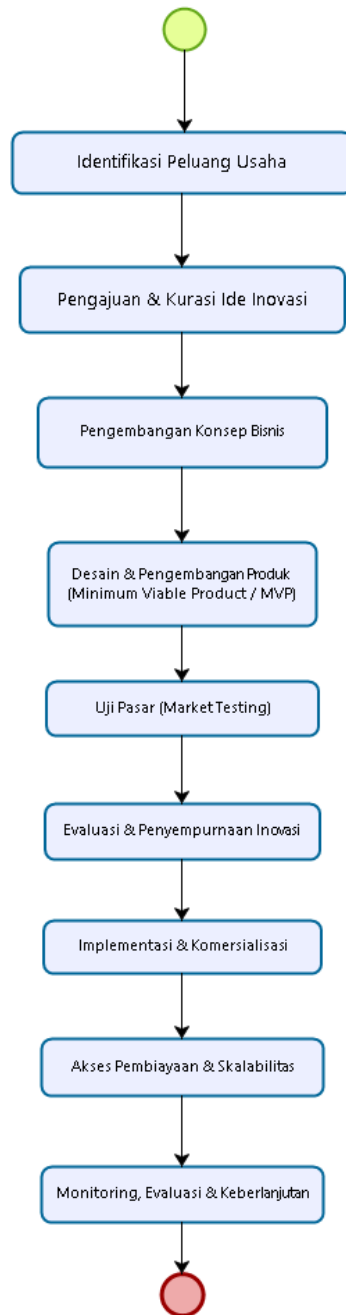 Identifikasi Peluang Usaha
Pengajuan & Kurasi Ide Inovasi
Pengembangan Konsep Bisnis
Desain & Pengembangan Produk
(Minimum Viable Product / MVP)
Uji Pasar (Market Testing)
Evaluasi & Penyempurnaan Inovasi
Implementasi & Komersialisasi
Akses Pembiayaan & Skalabilitas
Monitoring, Evaluasi & Keberlanjutan